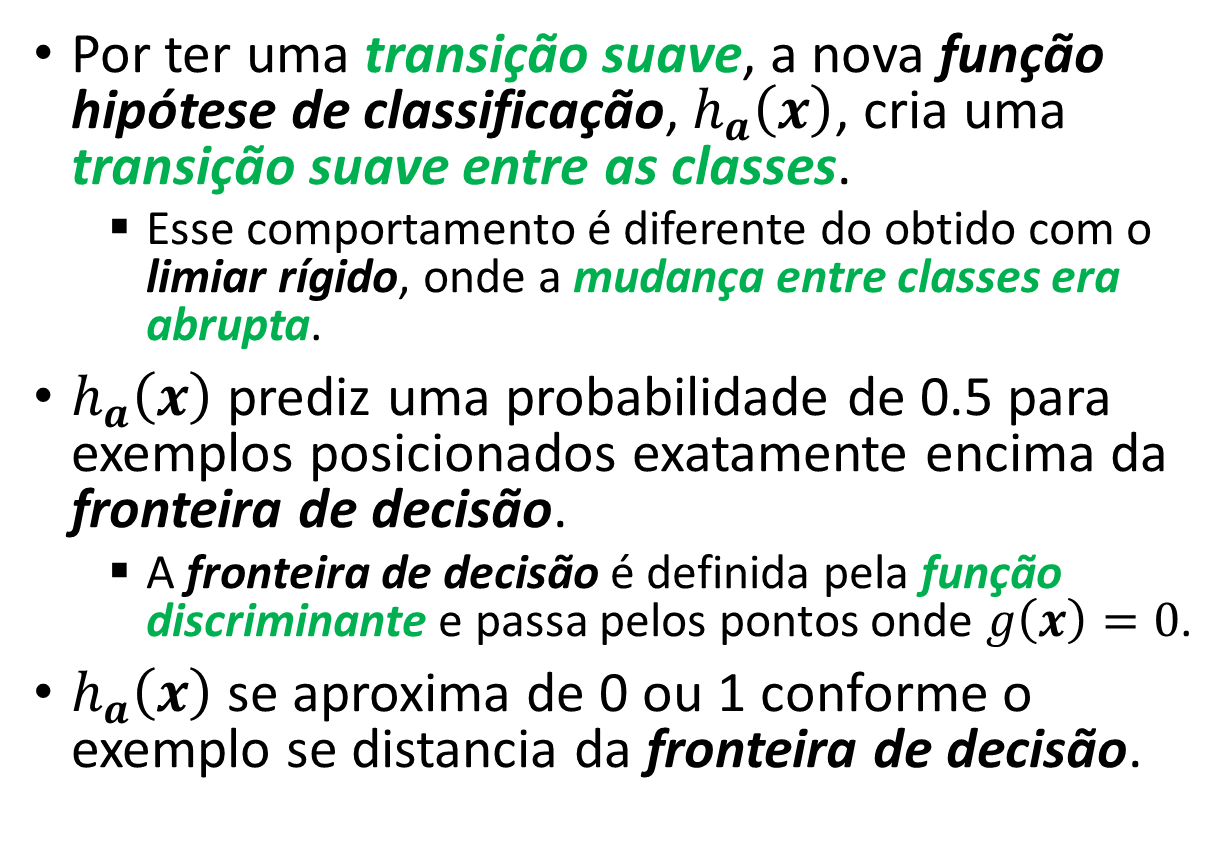 • Por ter uma transição suave, a nova função
hipótese de classificação, hₐ(x), cria uma
transição suave entre as classes.
▪ Esse comportamento é diferente do obtido com o
limiar rígido, onde a mudança entre classes era
abrupta.
• hₐ(x) prediz uma probabilidade de 0.5 para
exemplos posicionados exatamente encima da
fronteira de decisão.
▪ A fronteira de decisão é definida pela função
discriminante e passa pelos pontos onde g(x) = 0.
• hₐ(x) se aproxima de 0 ou 1 conforme o
exemplo se distancia da fronteira de decisão.